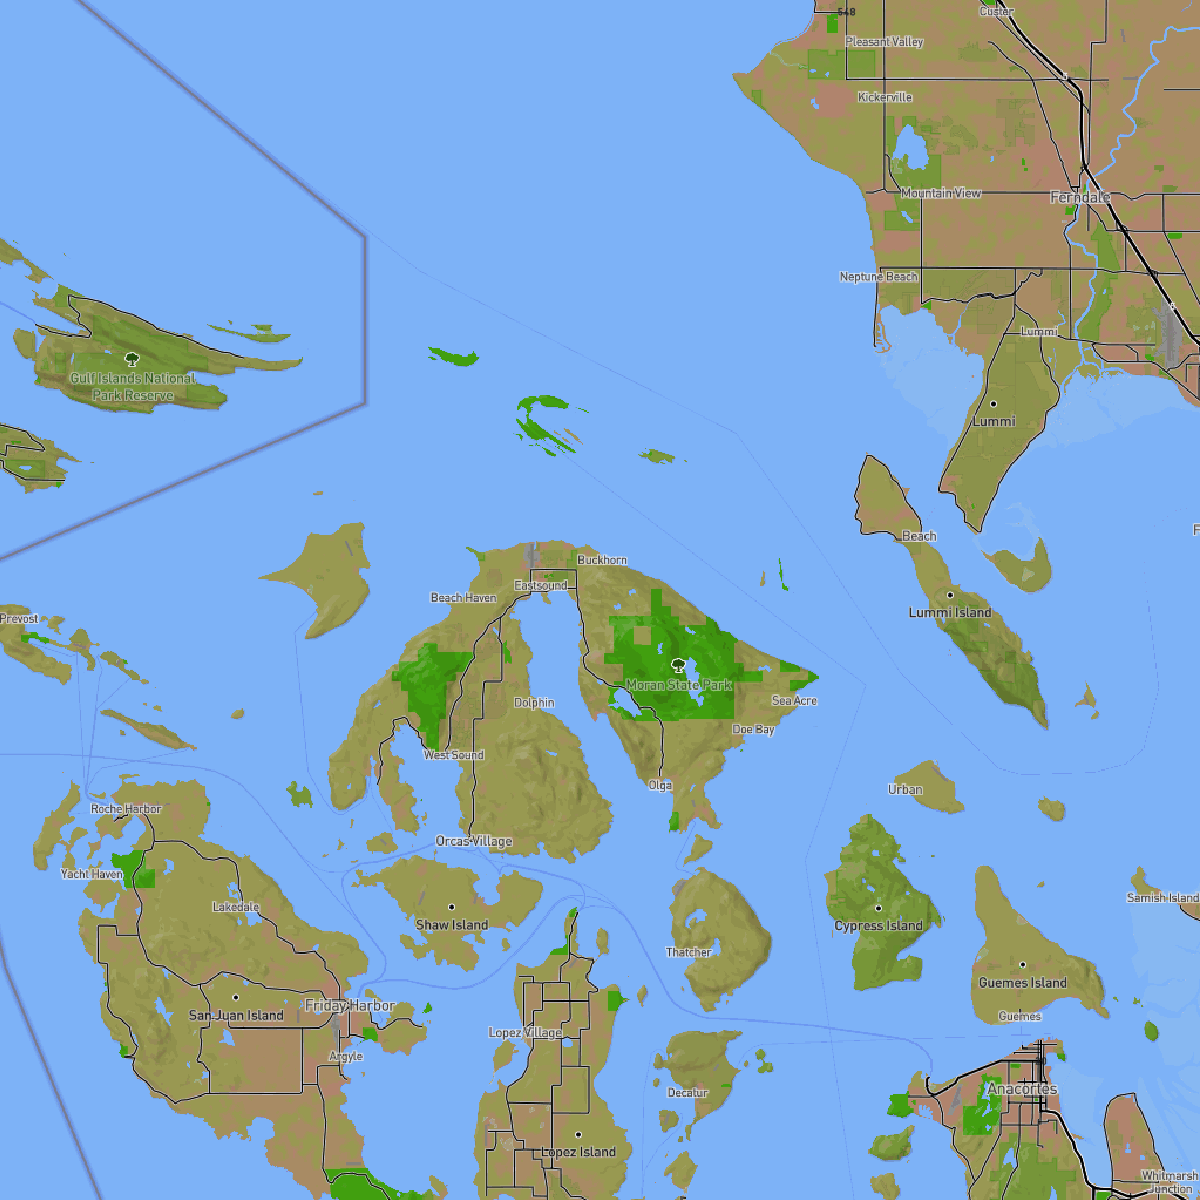 Custer
548
Pleasant Valley
Kickerville
Mountain View
Ferndale
Neptune Beach
Lummi
Gulf Islands National
Park Reserve
Lummi
Beach
Buckhorn
Eastsound
Beach Haven
Lummi Island
Prevost
Moran State Park
Dolphin
Sea Acre
Doe Bay
West Sound
Olga
Urban
Roche Harbor
Orcas Village
Yacht Haven
Lakedale
Shaw Island
Cypress Island
Samish Island
Thatcher
Guemes Island
Friday Harbor
San Juan Island
Guemes
Lopez Village
Argyle
Decatur
Anacortes
Lopez Island
Whitmarsh
Junction